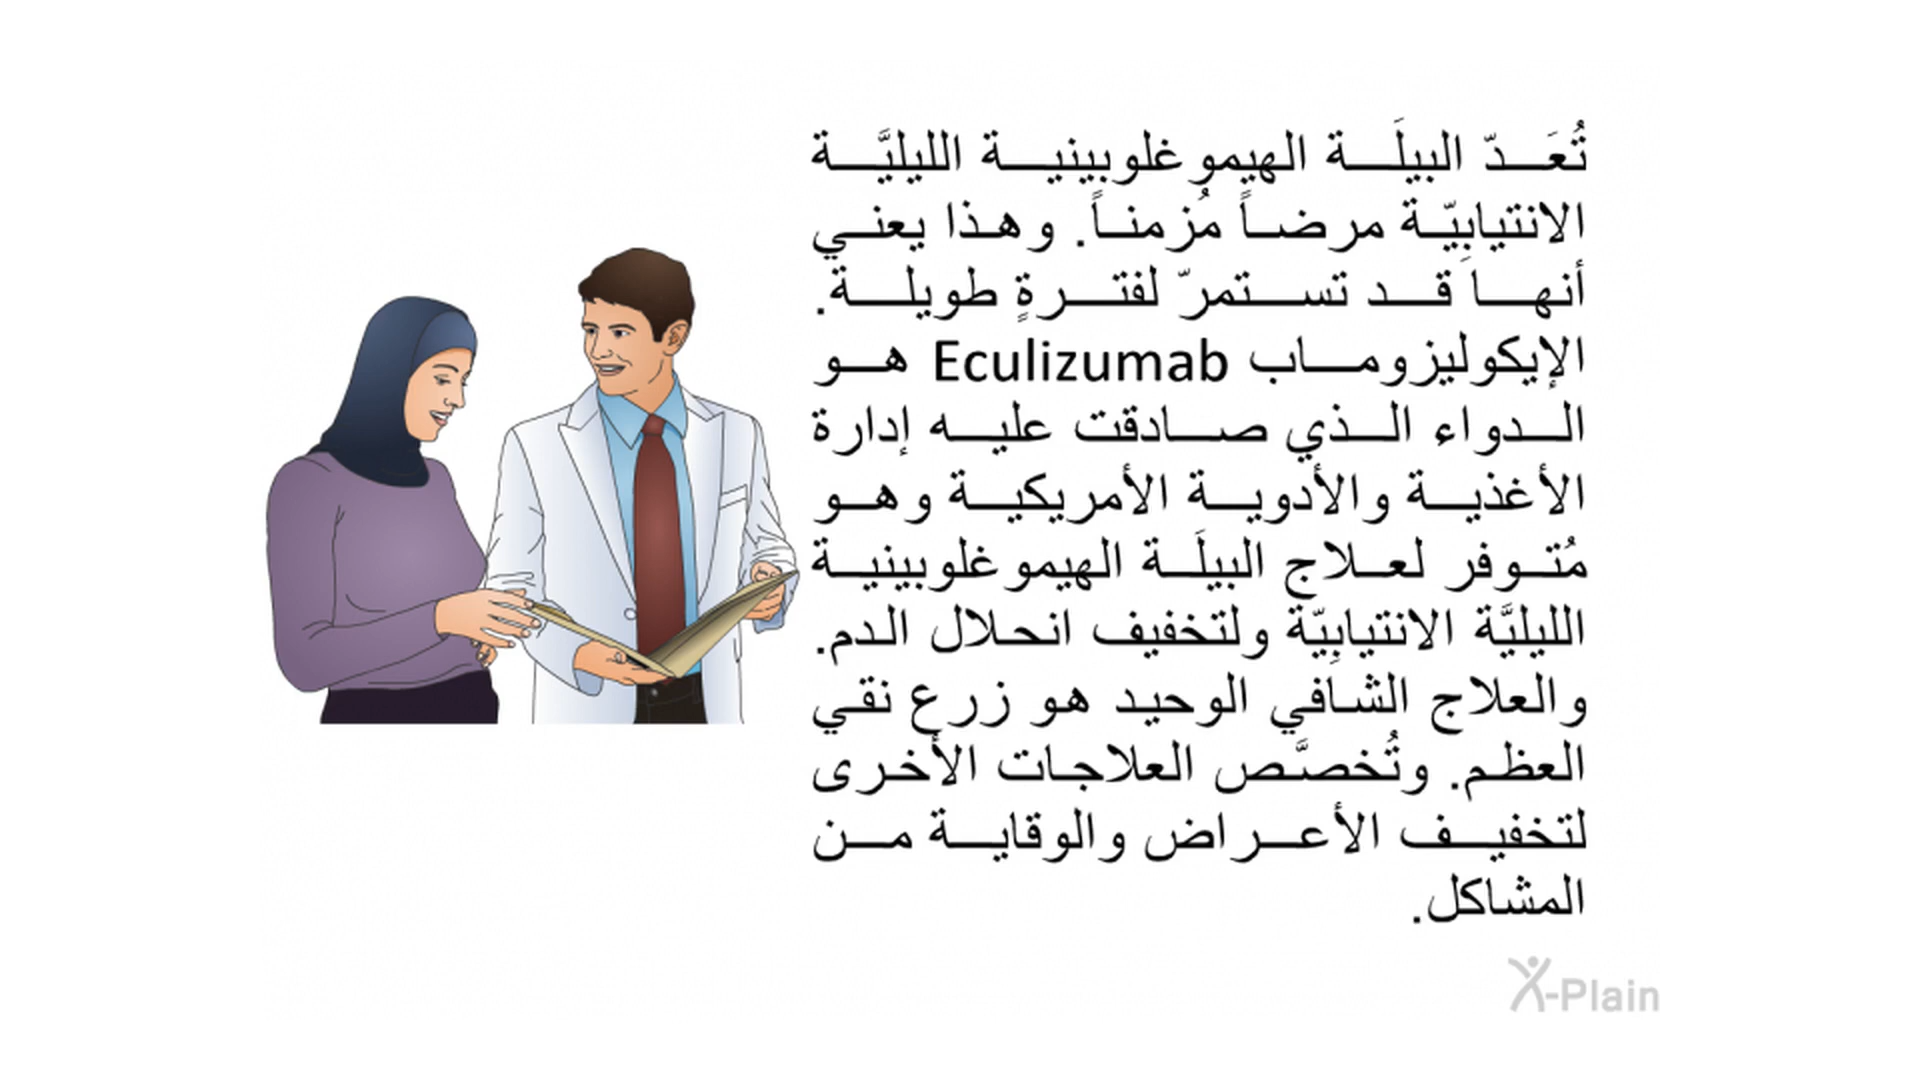 تُعَدّ البيلَة الهيموغلوبينية الليليَّة
الانتيابِيّة مرضاً مُزمناً. وهذا يعني
أنها قد تستمرّ لفترةٍ طويلة.
الإيكوليزوماب Eculizumab هو
الدواء الذي صادقت عليه إدارة
الأغذية والأدوية الأمريكية وهو
مُتوفر لعلاج البيلَة الهيموغلوبينية
الليليَّة الانتيابِيّة ولتخفيف انحلال الدم.
والعلاج الشافي الوحيد هو زرع نقي
العظم. وتُخصَّص العلاجات الأخرى
لتخفيف الأعراض والوقاية من
المشاكل.
X-Plain